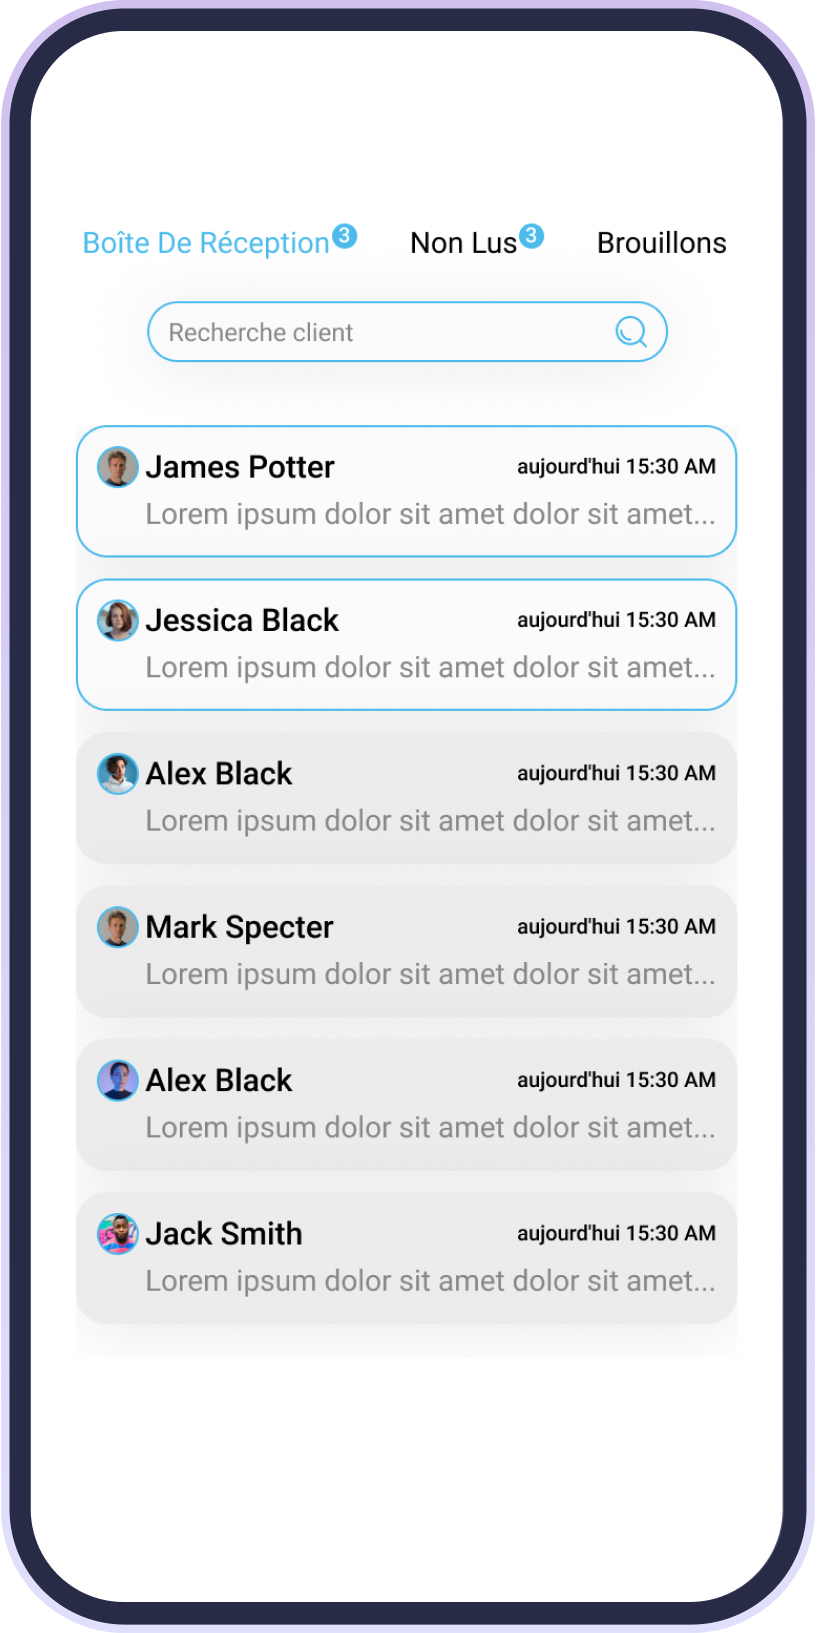 Boîte De Réception 3 Non Lus 3 Brouillons
Recherche client
James Potter aujourd'hui 15:30 AM
Lorem ipsum dolor sit amet dolor sit amet...
Jessica Black aujourd'hui 15:30 AM
Lorem ipsum dolor sit amet dolor sit amet...
Alex Black aujourd'hui 15:30 AM
Lorem ipsum dolor sit amet dolor sit amet...
Mark Specter aujourd'hui 15:30 AM
Lorem ipsum dolor sit amet dolor sit amet...
Alex Black aujourd'hui 15:30 AM
Lorem ipsum dolor sit amet dolor sit amet...
Jack Smith aujourd'hui 15:30 AM
Lorem ipsum dolor sit amet dolor sit amet...